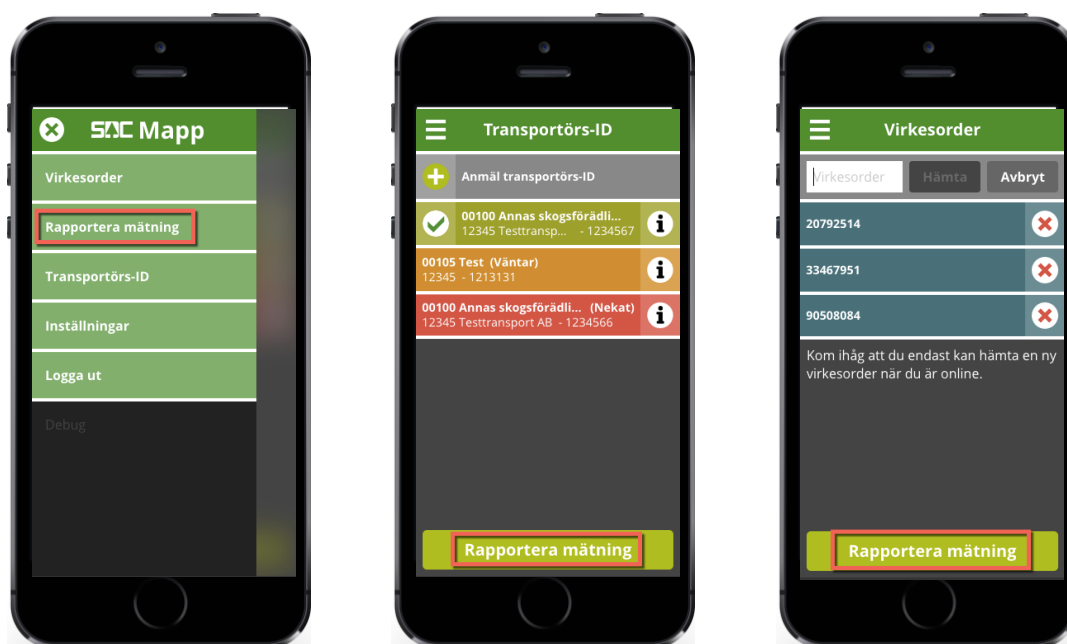 SDC Mapp
Virkesorder
Rapportera mätning
Transportörs-ID
Inställningar
Logga ut
Debug
Transportörs-ID
Anmäl transportörs-ID
00100 Annas skogsförädli...
12345 Testtransp... - 1234567
00105 Test (Väntar)
12345 - 1213131
00100 Annas skogsförädli... (Nekat)
12345 Testtransport AB - 1234566
Rapportera mätning
Virkesorder
Virkesorder Hämta Avbryt
20792514
33467951
90508084
Kom ihåg att du endast kan hämta en ny
virkesorder när du är online.
Rapportera mätning